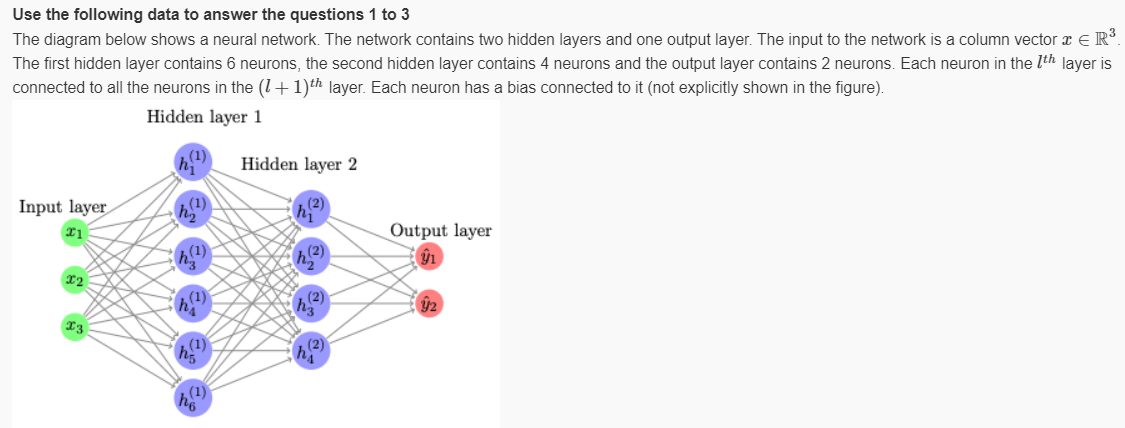 Use the following data to answer the questions 1 to 3
The diagram below shows a neural network. The network contains two hidden layers and one output layer. The input to the network is a column vector x ∈ ℝ³.
The first hidden layer contains 6 neurons, the second hidden layer contains 4 neurons and the output layer contains 2 neurons. Each neuron in the lᵗʰ layer is
connected to all the neurons in the (l + 1)ᵗʰ layer. Each neuron has a bias connected to it (not explicitly shown in the figure).
Hidden layer 1
h₁⁽¹⁾
Hidden layer 2
Input layer
h₂⁽¹⁾
h₁⁽²⁾
x₁
Output layer
h₃⁽¹⁾
h₂⁽²⁾
ŷ₁
x₂
h₄⁽¹⁾
h₃⁽²⁾
ŷ₂
x₃
h₅⁽¹⁾
h₄⁽²⁾
h₆⁽¹⁾